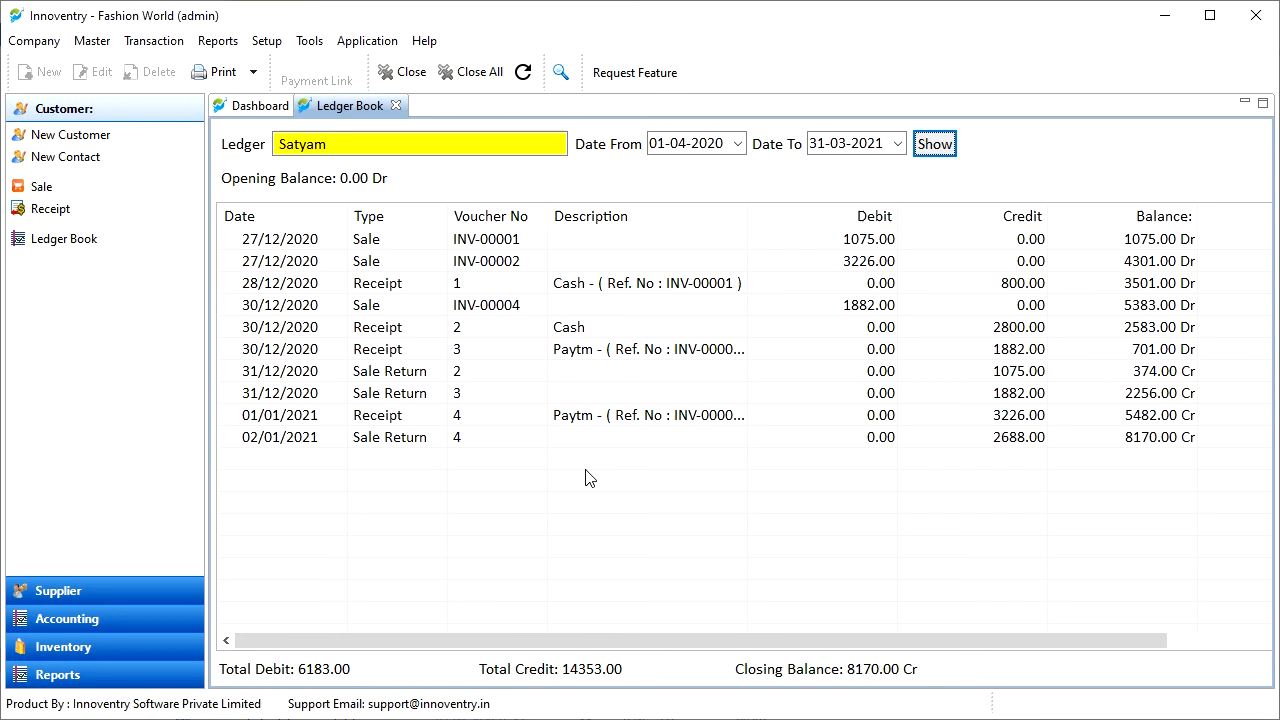 Innoventry - Fashion World (admin)
Company Master Transaction Reports Setup Tools Application Help
New Edit Delete Print Payment Link Close Close All Request Feature
Customer:
New Customer
New Contact
Sale
Receipt
Ledger Book
Supplier
Accounting
Inventory
Reports
Dashboard Ledger Book
Ledger Satyam Date From 01-04-2020 Date To 31-03-2021 Show
Opening Balance: 0.00 Dr
Date Type Voucher No Description Debit Credit Balance:
27/12/2020 Sale INV-00001 1075.00 0.00 1075.00 Dr
27/12/2020 Sale INV-00002 3226.00 0.00 4301.00 Dr
28/12/2020 Receipt 1 Cash - ( Ref. No : INV-00001 ) 0.00 800.00 3501.00 Dr
30/12/2020 Sale INV-00004 1882.00 0.00 5383.00 Dr
30/12/2020 Receipt 2 Cash 0.00 2800.00 2583.00 Dr
30/12/2020 Receipt 3 Paytm - ( Ref. No : INV-0000... 0.00 1882.00 701.00 Dr
31/12/2020 Sale Return 2 0.00 1075.00 374.00 Cr
31/12/2020 Sale Return 3 0.00 1882.00 2256.00 Cr
01/01/2021 Receipt 4 Paytm - ( Ref. No : INV-0000... 0.00 3226.00 5482.00 Cr
02/01/2021 Sale Return 4 0.00 2688.00 8170.00 Cr
Total Debit: 6183.00 Total Credit: 14353.00 Closing Balance: 8170.00 Cr
Product By : Innoventry Software Private Limited Support Email: support@innoventry.in